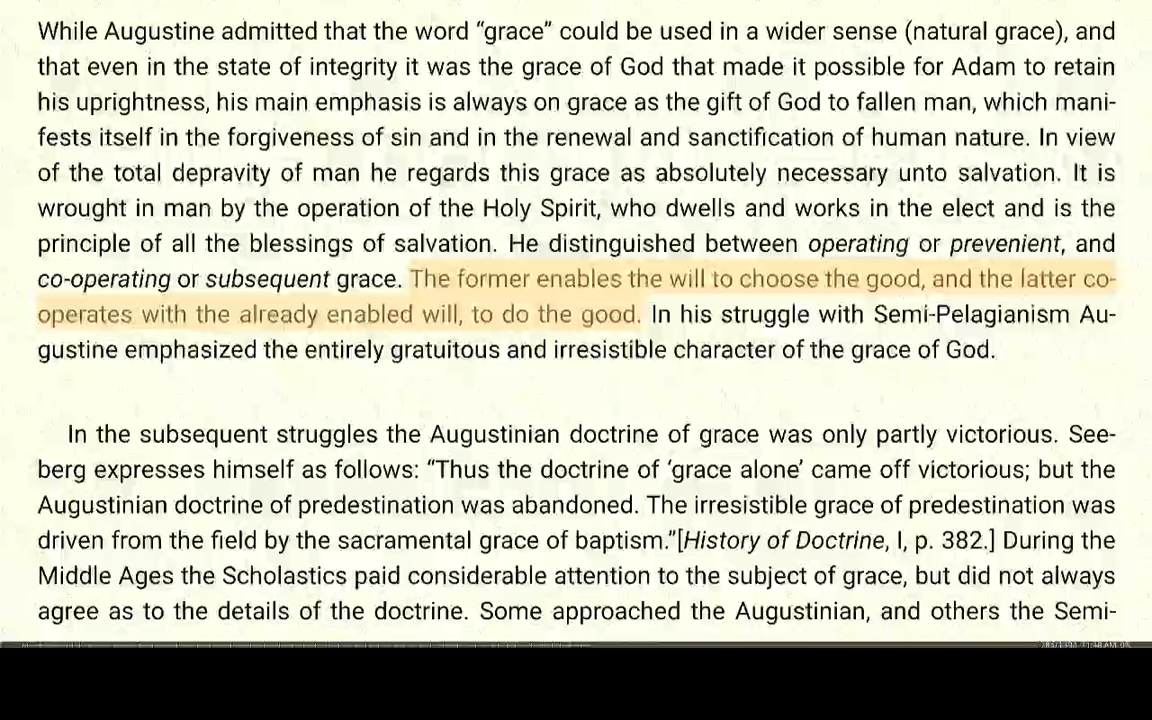 While Augustine admitted that the word “grace” could be used in a wider sense (natural grace), and
that even in the state of integrity it was the grace of God that made it possible for Adam to retain
his uprightness, his main emphasis is always on grace as the gift of God to fallen man, which mani-
fests itself in the forgiveness of sin and in the renewal and sanctification of human nature. In view
of the total depravity of man he regards this grace as absolutely necessary unto salvation. It is
wrought in man by the operation of the Holy Spirit, who dwells and works in the elect and is the
principle of all the blessings of salvation. He distinguished between operating or prevenient, and
co-operating or subsequent grace. The former enables the will to choose the good, and the latter co-
operates with the already enabled will, to do the good. In his struggle with Semi-Pelagianism Au-
gustine emphasized the entirely gratuitous and irresistible character of the grace of God.
In the subsequent struggles the Augustinian doctrine of grace was only partly victorious. See-
berg expresses himself as follows: “Thus the doctrine of ‘grace alone’ came off victorious; but the
Augustinian doctrine of predestination was abandoned. The irresistible grace of predestination was
driven from the field by the sacramental grace of baptism.”[History of Doctrine, I, p. 382.] During the
Middle Ages the Scholastics paid considerable attention to the subject of grace, but did not always
agree as to the details of the doctrine. Some approached the Augustinian, and others the Semi-